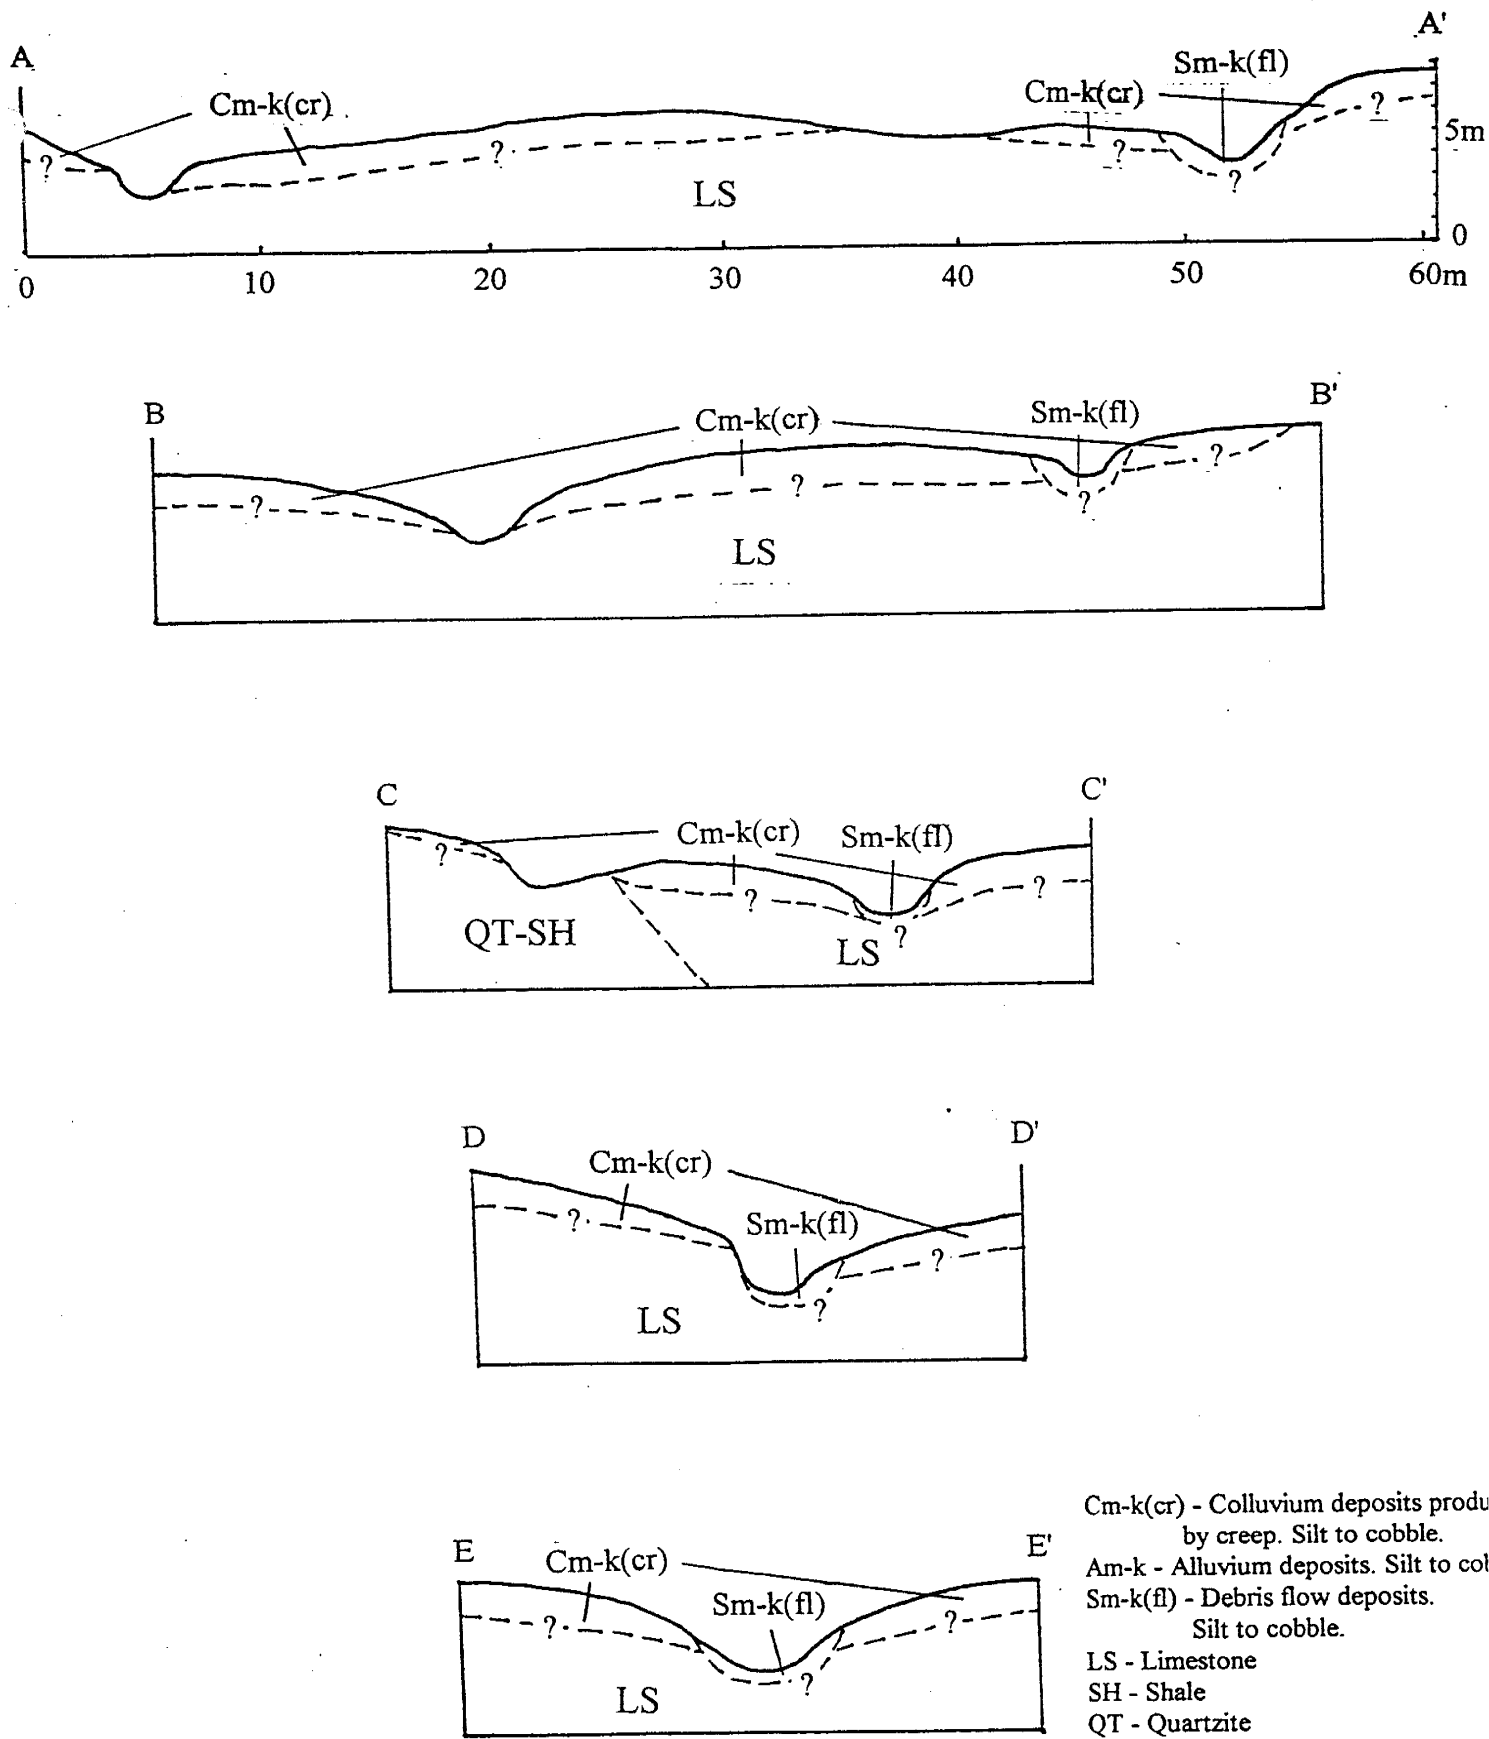 A A'
Sm-k(fl)
Cm-k(cr) Cm-k(cr)
? ? ? ? ?
5m
LS
0
0 10 20 30 40 50 60m
B B'
Cm-k(cr) Sm-k(fl)
? ? ? ?
LS
C C'
Cm-k(cr) Sm-k(fl)
? ? ? ?
QT-SH LS
D D'
Cm-k(cr)
Sm-k(fl)
? ? ?
LS
E E'
Cm-k(cr)
Sm-k(fl)
? ? ?
LS
Cm-k(cr) - Colluvium deposits produ
by creep. Silt to cobble.
Am-k - Alluvium deposits. Silt to col
Sm-k(fl) - Debris flow deposits.
Silt to cobble.
LS - Limestone
SH - Shale
QT - Quartzite